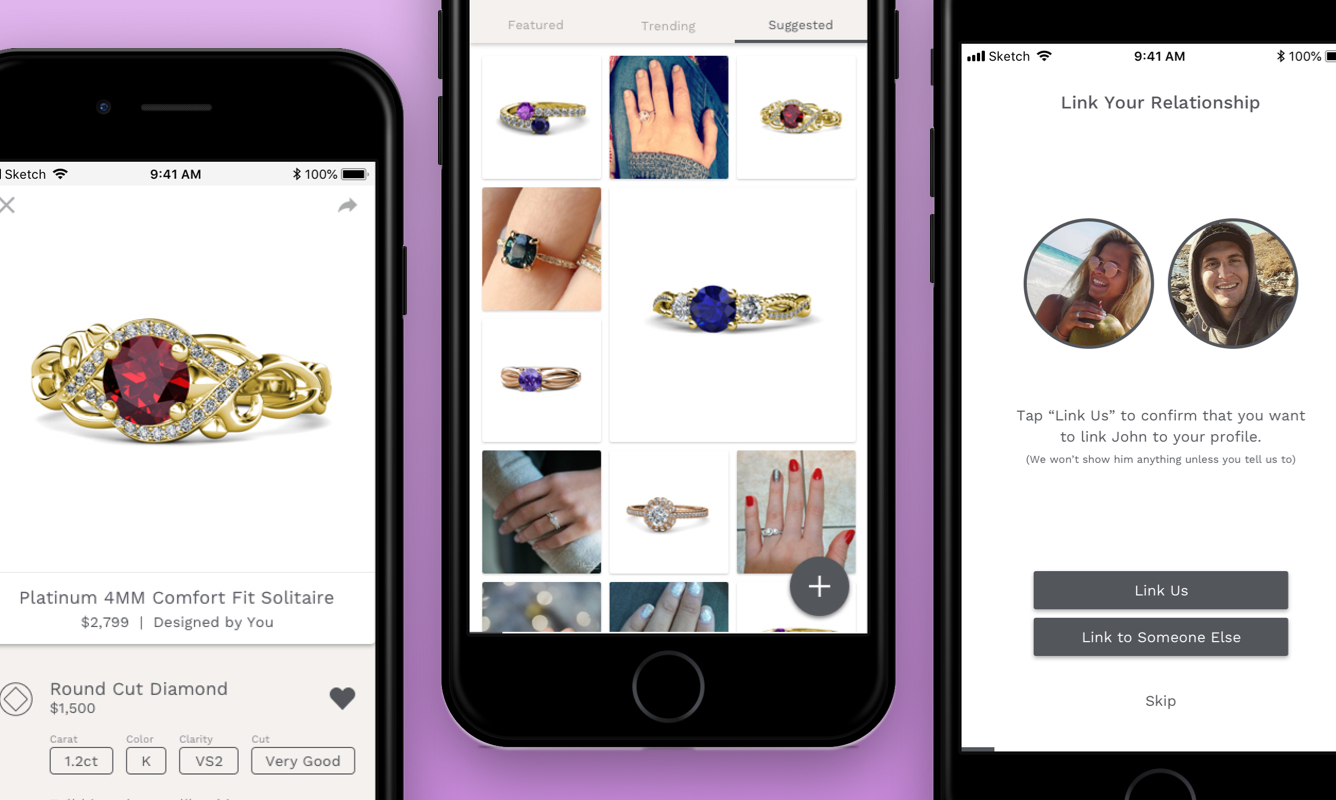 Sketch 9:41 AM 100%
Platinum 4MM Comfort Fit Solitaire
$2,799 | Designed by You
Round Cut Diamond
$1,500
Carat Color Clarity Cut
1.2ct K VS2 Very Good
Featured Trending Suggested
Sketch 9:41 AM 100%
Link Your Relationship
Tap “Link Us” to confirm that you want
to link John to your profile.
(We won't show him anything unless you tell us to)
Link Us
Link to Someone Else
Skip